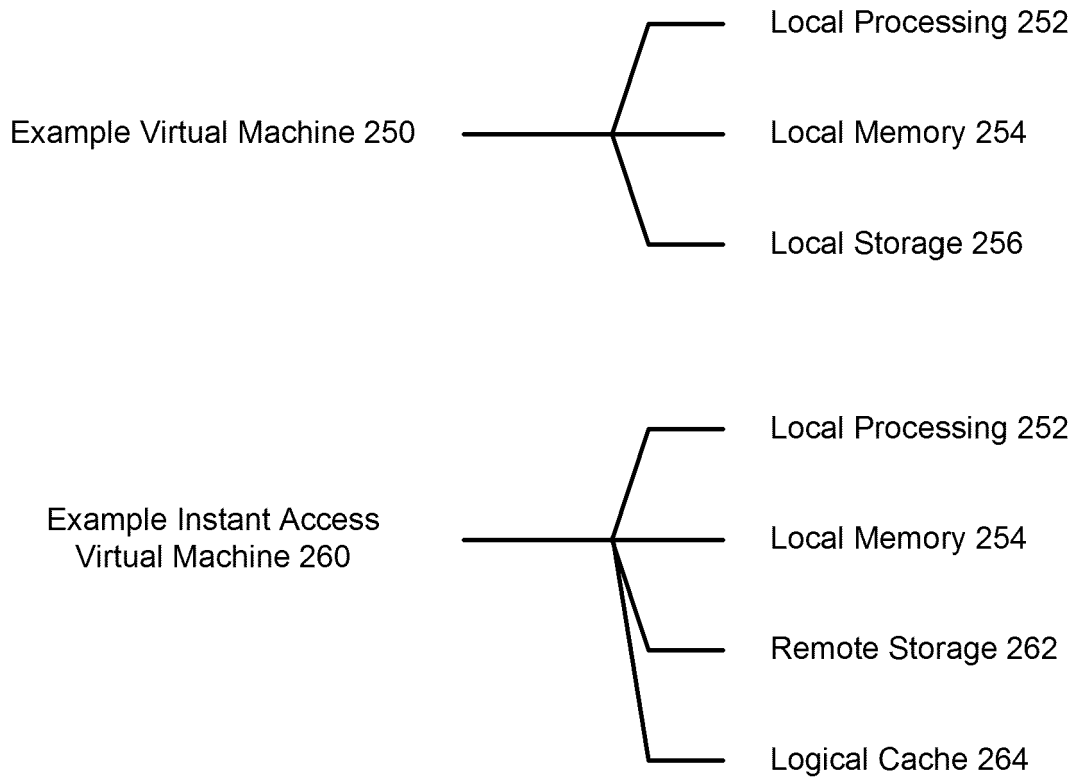 Local Processing 252
Example Virtual Machine 250
Local Memory 254
Local Storage 256
Local Processing 252
Example Instant Access
Virtual Machine 260
Local Memory 254
Remote Storage 262
Logical Cache 264